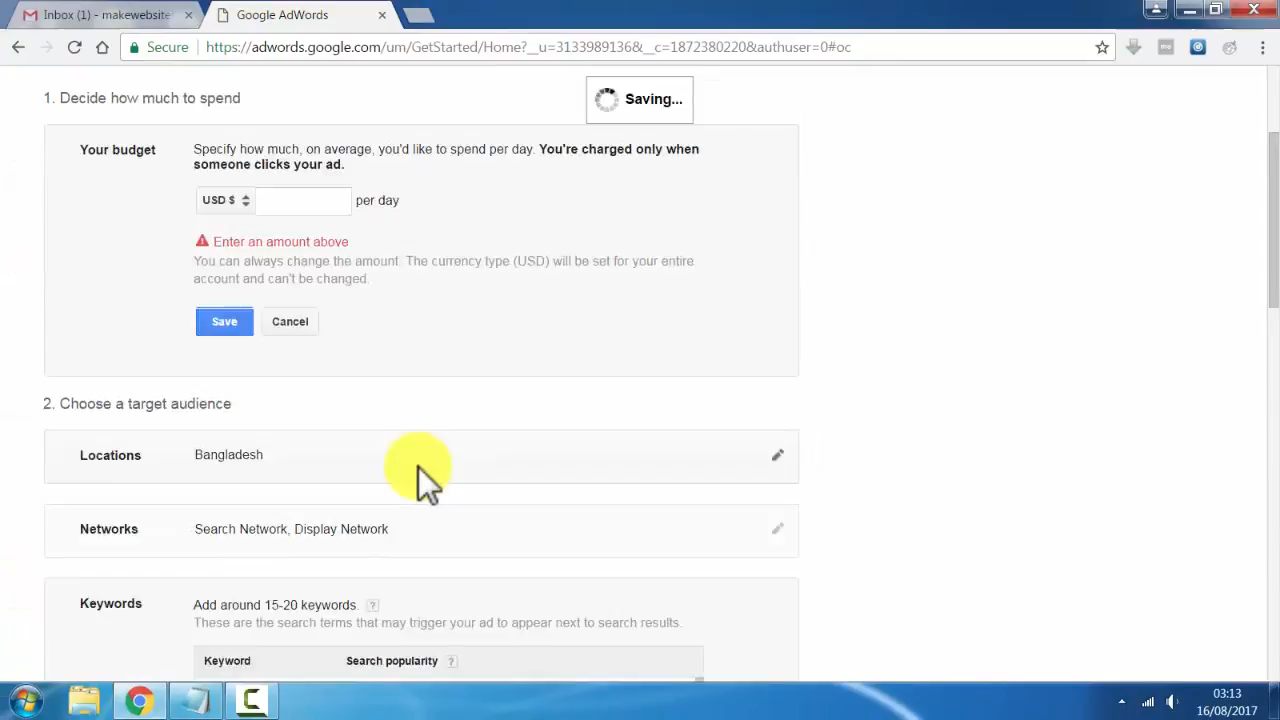 Inbox (1) - makewebsite
Google AdWords
Secure
https://adwords.google.com/um/GetStarted/Home?__u=3133989136&__c=1872380220&authuser=0#oc
1. Decide how much to spend
Saving...
Your budget
Specify how much, on average, you'd like to spend per day. You're charged only when
someone clicks your ad.
USD $
per day
Enter an amount above
You can always change the amount. The currency type (USD) will be set for your entire
account and can't be changed.
Save
Cancel
2. Choose a target audience
Locations
Bangladesh
Networks
Search Network, Display Network
Keywords
Add around 15-20 keywords. ?
These are the search terms that may trigger your ad to appear next to search results.
Keyword
Search popularity ?
03:13
16/08/2017